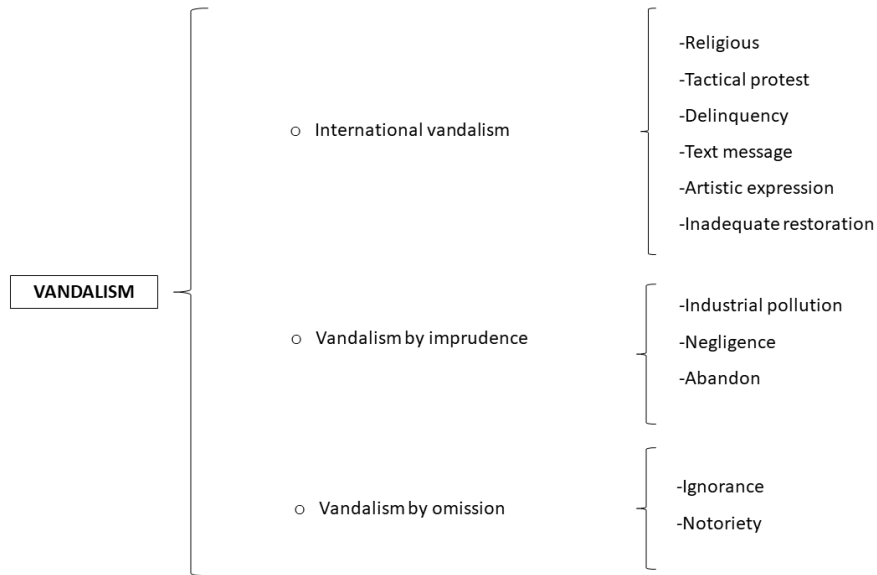 VANDALISM
○ International vandalism
-Religious
-Tactical protest
-Delinquency
-Text message
-Artistic expression
-Inadequate restoration
○ Vandalism by imprudence
-Industrial pollution
-Negligence
-Abandon
○ Vandalism by omission
-Ignorance
-Notoriety